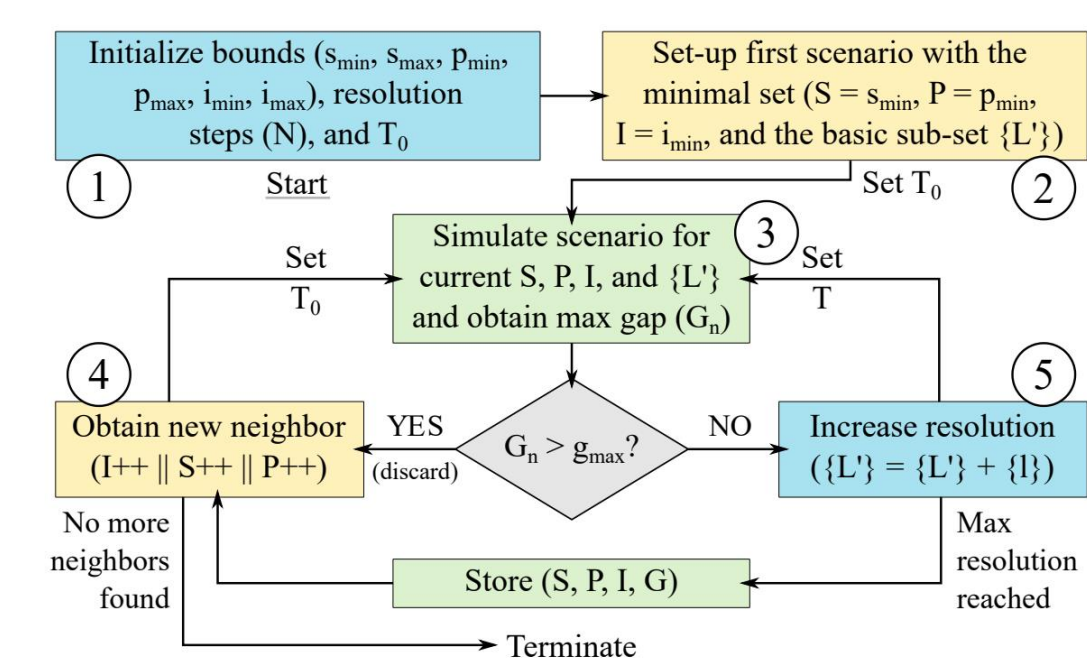 Initialize bounds (sₘᵢₙ, sₘₐₓ, pₘᵢₙ,
pₘₐₓ, iₘᵢₙ, iₘₐₓ), resolution
steps (N), and T₀
1
Start
Set-up first scenario with the
minimal set (S = sₘᵢₙ, P = pₘᵢₙ,
I = iₘᵢₙ, and the basic sub-set {L'})
2
Set T₀
3
Simulate scenario for
current S, P, I, and {L'}
and obtain max gap (Gₙ)
Set
T₀
Set
T
4
Obtain new neighbor
(I++ || S++ || P++)
YES
(discard)
Gₙ > gₘₐₓ?
NO
5
Increase resolution
({L'} = {L'} + {l})
No more
neighbors
found
Store (S, P, I, G)
Max
resolution
reached
Terminate